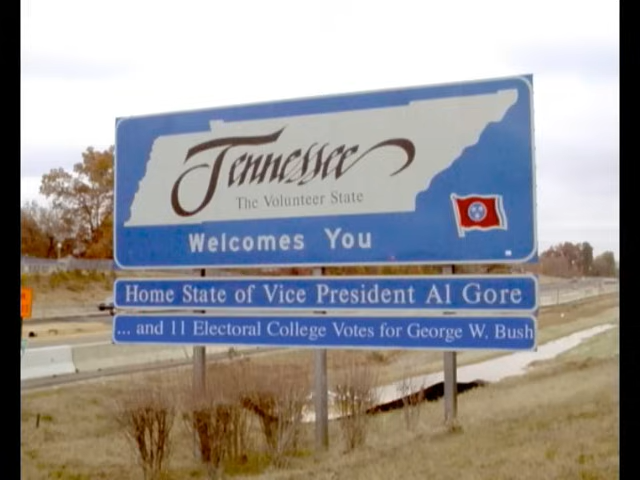 Tennessee
The Volunteer State
Welcomes You
Home State of Vice President Al Gore
... and 11 Electoral College Votes for George W. Bush